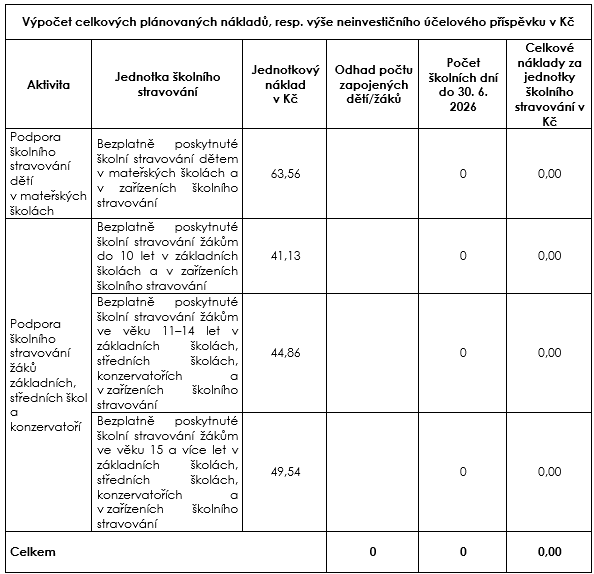 Výpočet celkových plánovaných nákladů, resp. výše neinvestičního účelového příspěvku v Kč
Aktivita
Jednotka školního
stravování
Jednotkový
náklad
v Kč
Odhad počtu
zapojených
dětí/žáků
Počet
školních dní
do 30. 6.
2026
Celkové
náklady za
jednotky
školního
stravování v
Kč
Podpora
školního
stravování
dětí
v mateřských
školách
Bezplatně poskytnuté
školní stravování dětem
v mateřských školách a
v zařízeních školního
stravování
63,56
0
0,00
Podpora
školního
stravování
žáků
základních,
středních škol
a
konzervatoří
Bezplatně poskytnuté
školní stravování žákům
do 10 let v základních
školách a v zařízeních
školního stravování
41,13
0
0,00
Bezplatně poskytnuté
školní stravování žákům
ve věku 11–14 let v
základních školách,
středních školách,
konzervatořích a
v zařízeních školního
stravování
44,86
0
0,00
Bezplatně poskytnuté
školní stravování žákům
ve věku 15 a více let v
základních školách,
středních školách,
konzervatořích a
v zařízeních školního
stravování
49,54
0
0,00
Celkem
0
0
0,00